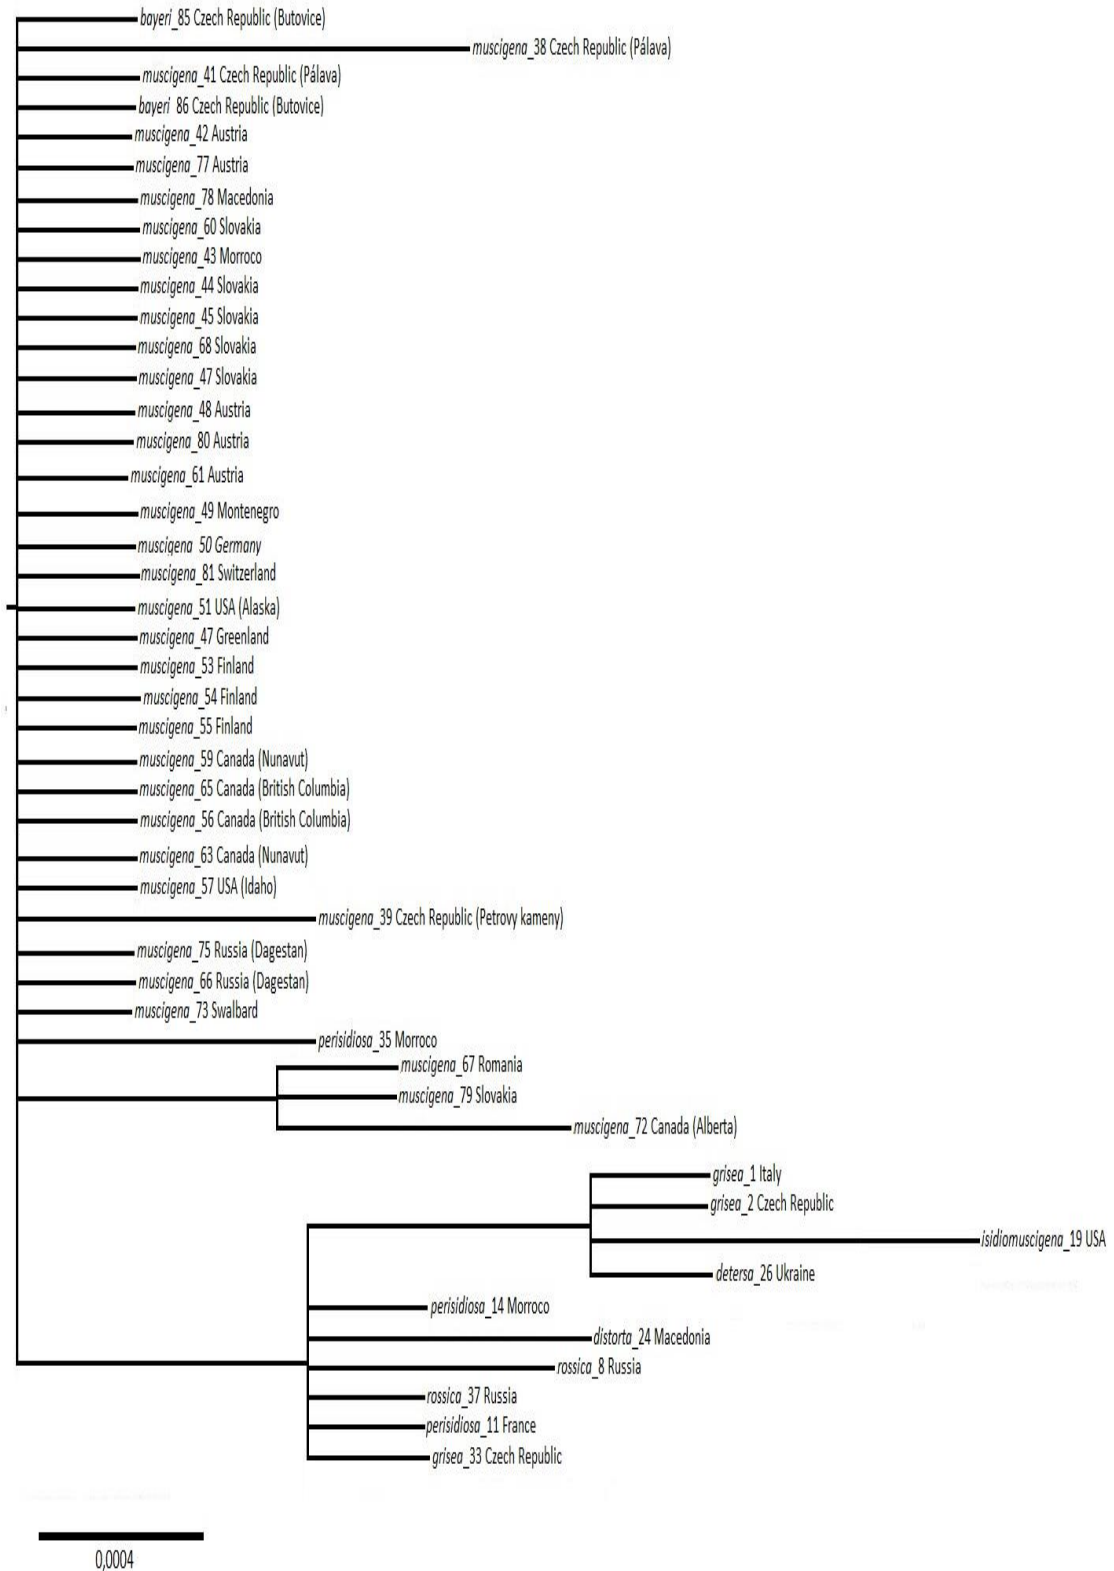 bayeri_85 Czech Republic (Butovice)
muscigena_38 Czech Republic (Pálava)
muscigena_41 Czech Republic (Pálava)
bayeri_86 Czech Republic (Butovice)
muscigena_42 Austria
muscigena_77 Austria
muscigena_78 Macedonia
muscigena_60 Slovakia
muscigena_43 Morroco
muscigena_44 Slovakia
muscigena_45 Slovakia
muscigena_68 Slovakia
muscigena_47 Slovakia
muscigena_48 Austria
muscigena_80 Austria
muscigena_61 Austria
muscigena_49 Montenegro
muscigena 50 Germany
muscigena_81 Switzerland
muscigena_51 USA (Alaska)
muscigena_47 Greenland
muscigena_53 Finland
muscigena_54 Finland
muscigena_55 Finland
muscigena_59 Canada (Nunavut)
muscigena_65 Canada (British Columbia)
muscigena_56 Canada (British Columbia)
muscigena_63 Canada (Nunavut)
muscigena_57 USA (Idaho)
muscigena_39 Czech Republic (Petrovy kameny)
muscigena_75 Russia (Dagestan)
muscigena_66 Russia (Dagestan)
muscigena_73 Swalbard
perisidiosa_35 Morroco
muscigena_67 Romania
muscigena_79 Slovakia
muscigena_72 Canada (Alberta)
grisea_1 Italy
grisea_2 Czech Republic
isidiomuscigena_19 USA
detersa_26 Ukraine
perisidiosa_14 Morroco
distorta_24 Macedonia
rossica_8 Russia
rossica_37 Russia
perisidiosa_11 France
grisea_33 Czech Republic
0,0004